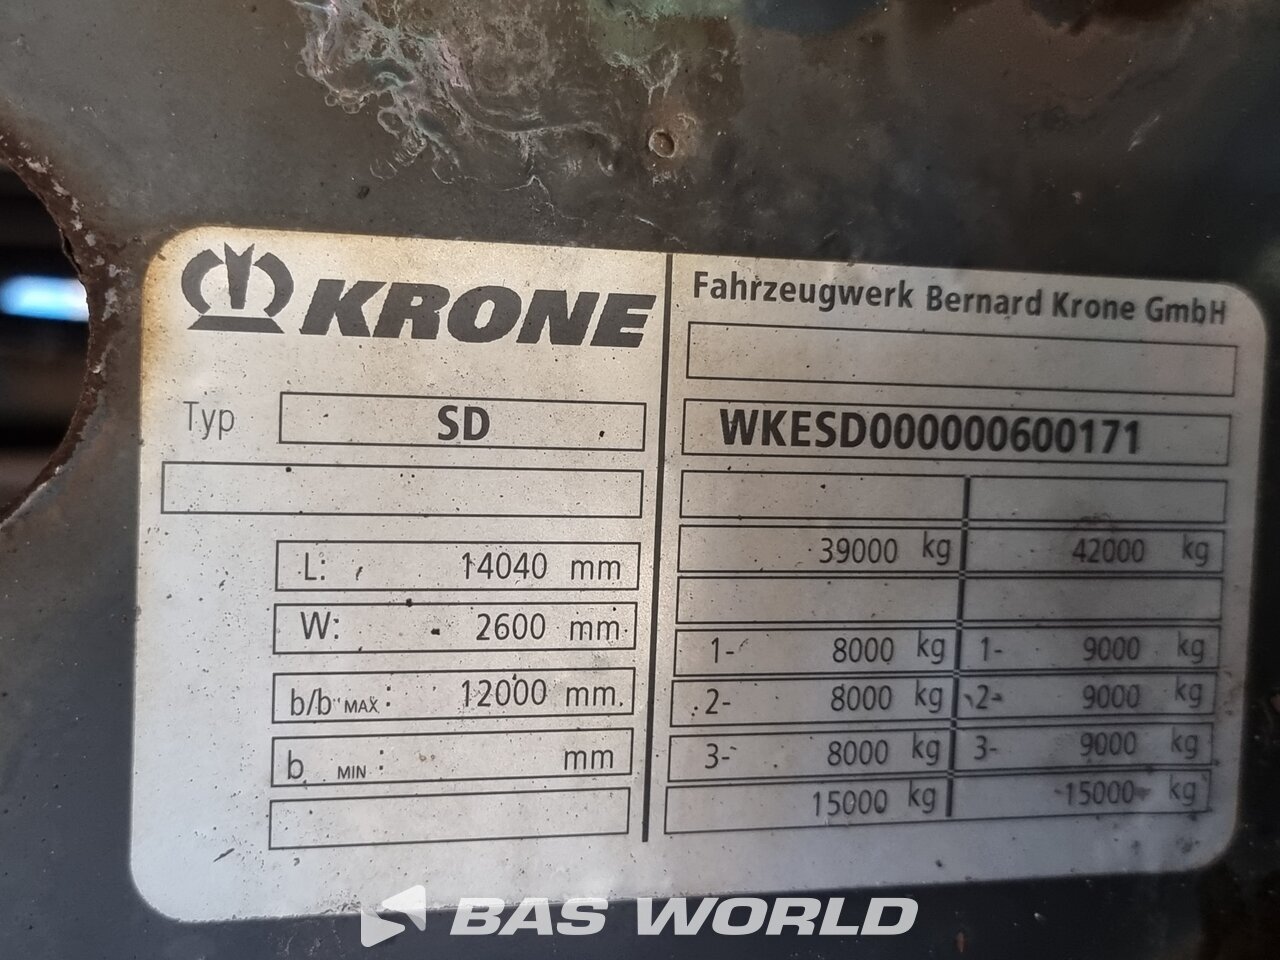 KRONE
Typ SD
L: 14040 mm
W: 2600 mm
b/b" MAX : 12000 mm
b MIN : mm
Fahrzeugwerk Bernard Krone GmbH
WKESD000000600171
39000 kg 42000 kg
1- 8000 kg 1- 9000 kg
2- 8000 kg 2- 9000 kg
3- 8000 kg 3- 9000 kg
15000 kg 15000 kg
BAS WORLD